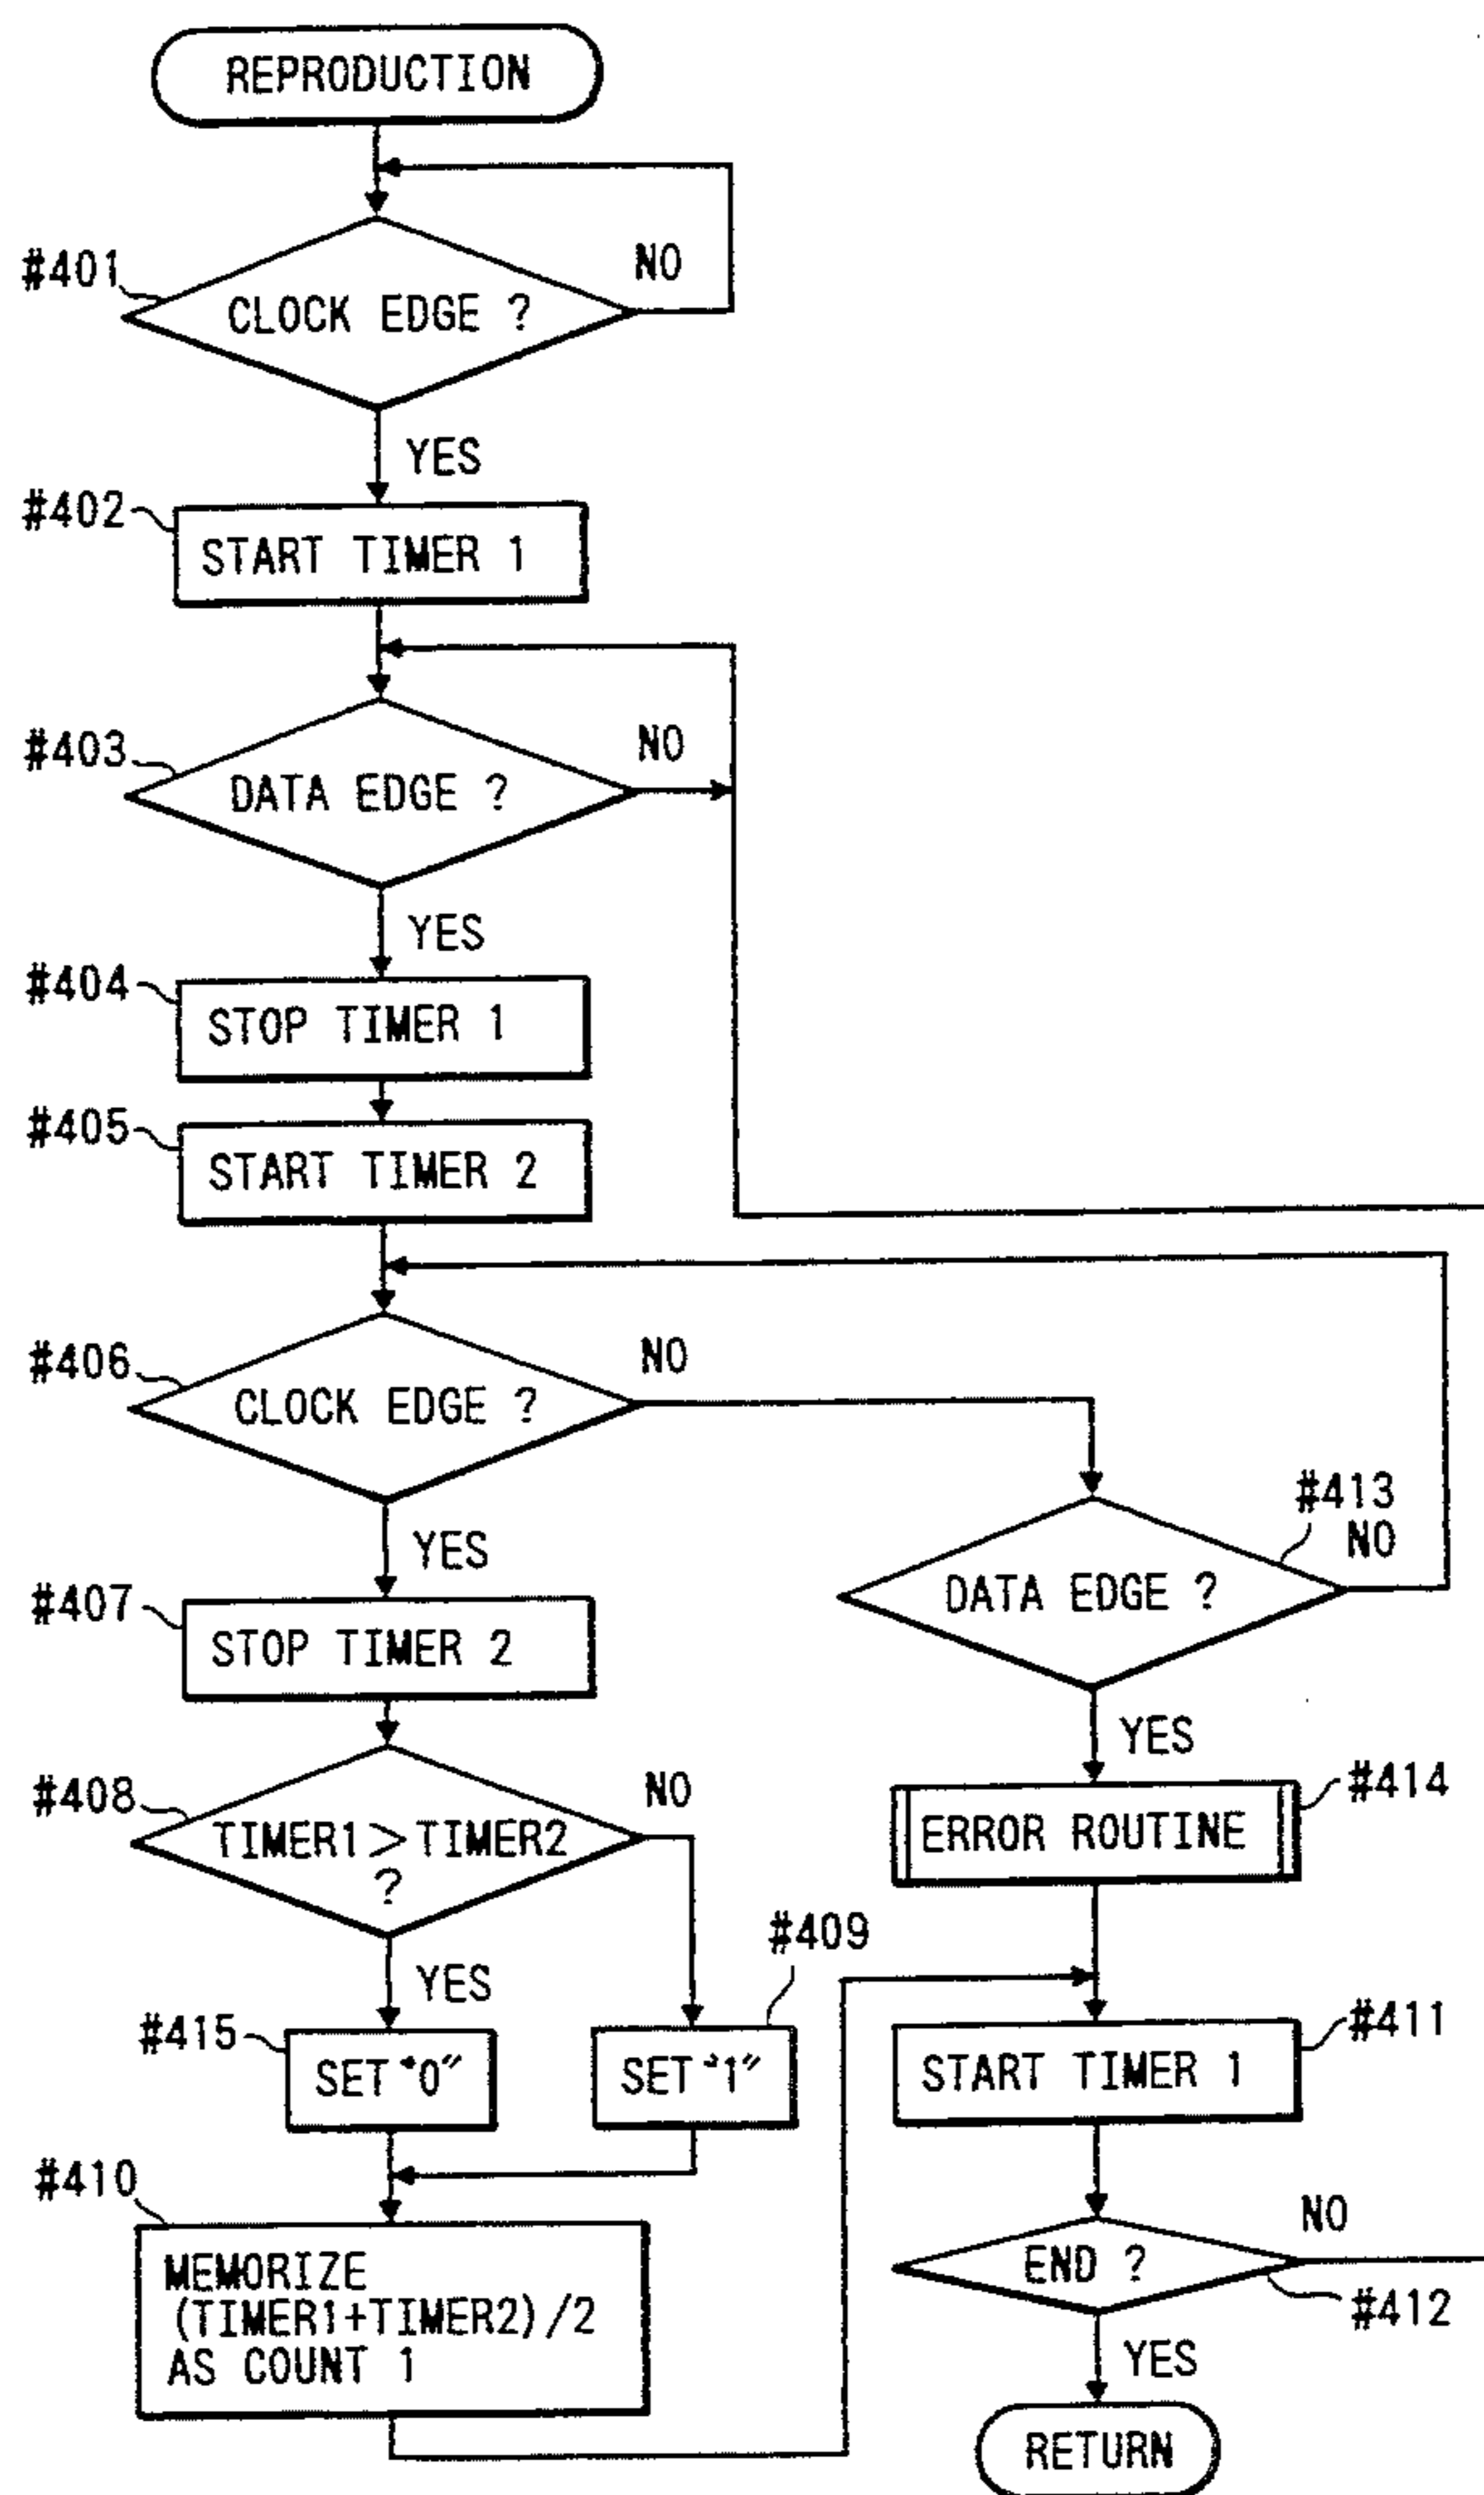 REPRODUCTION
#401
CLOCK EDGE ?
NO
YES
#402
START TIMER 1
#403
DATA EDGE ?
NO
YES
#404
STOP TIMER 1
#405
START TIMER 2
#406
CLOCK EDGE ?
NO
YES
#413
NO
DATA EDGE ?
YES
#407
STOP TIMER 2
#408
TIMER1>TIMER2
?
NO
YES
#414
ERROR ROUTINE
#409
#415
SET "0"
SET "1"
#411
START TIMER 1
#410
MEMORIZE
(TIMER1+TIMER2)/2
AS COUNT 1
END ?
NO
#412
YES
RETURN